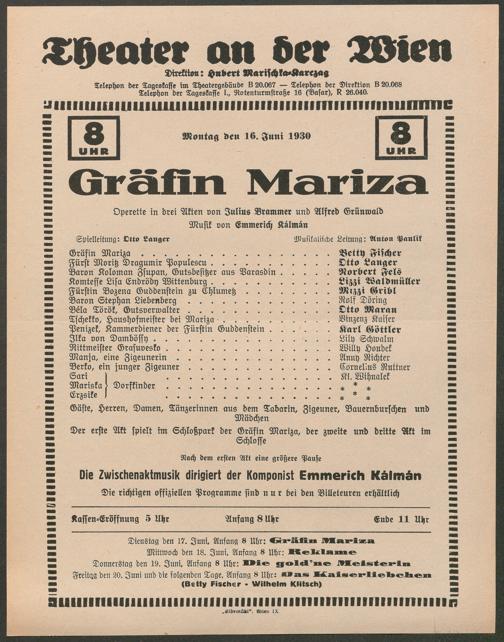 Theater an der Wien
Direktion: Hubert Marischka-Karczag
Telephon der Tageskasse im Theatergebäude B 20.067 — Telephon der Direktion B 20.068
Telephon der Tageskasse I., Rotenturmstraße 16 (Basar), R 26.040.
8 UHR
Montag den 16. Juni 1930
8 UHR
Gräfin Mariza
Operette in drei Akten von Julius Brammer und Alfred Grünwald
Musik von Emmerich Kálmán
Spielleitung: Otto Langer Musikalische Leitung: Anton Paulik
Gräfin Mariza . . . . . . . . . . Betty Fischer
Fürst Moritz Dragumir Populescu . . . . . . . . . . Otto Langer
Baron Koloman Zsupan, Gutsbesitzer aus Varasdin . . . . Norbert Fels
Komtesse Lisa Endrödy Wittenburg . . . . . . . . . . Lizzi Waldmüller
Fürstin Bozena Guddenstein zu Chlumetz . . . . . . . Mizzi Gribl
Baron Stephan Liebenberg . . . . . . . . . . Rolf Döring
Béla Török, Gutsverwalter . . . . . . . . . . Otto Maran
Tschekko, Haushofmeister bei Mariza . . . . . . . . Vinzenz Kaiser
Penizek, Kammerdiener der Fürstin Guddenstein . . . . . Karl Göttler
Ilka von Dambössy . . . . . . . . . . Lily Schwalm
Rittmeister Grafuwesko . . . . . . . . . . Willy Houdek
Manja, eine Zigeunerin . . . . . . . . . . Anny Richter
Berko, ein junger Zigeuner . . . . . . . . . . Cornelius Kuttner
Sari . . . . . . . . . . Kl. Wihnalek
Mariska } Dorfkinder . . . . . . . . . . * * *
Erzsike . . . . . . . . . . * * *
Gäste, Herren, Damen, Tänzerinnen aus dem Tabarin, Zigeuner, Bauernburschen und
Mädchen
Der erste Akt spielt im Schloßpark der Gräfin Mariza, der zweite und dritte Akt im
Schlosse
Nach dem ersten Akt eine größere Pause
Die Zwischenaktmusik dirigiert der Komponist Emmerich Kálmán
Die richtigen offiziellen Programme sind nur bei den Billeteuren erhältlich
Kassen-Eröffnung 5 Uhr Anfang 8 Uhr Ende 11 Uhr
Dienstag den 17. Juni, Anfang 8 Uhr: Gräfin Mariza
Mittwoch den 18. Juni, Anfang 8 Uhr: Reklame
Donnerstag den 19. Juni, Anfang 8 Uhr: Die gold'ne Meisterin
Freitag den 20. Juni und die folgenden Tage, Anfang 8 Uhr: Das Kaiserliebchen
(Betty Fischer - Wilhelm Klitsch)
Wien IX.